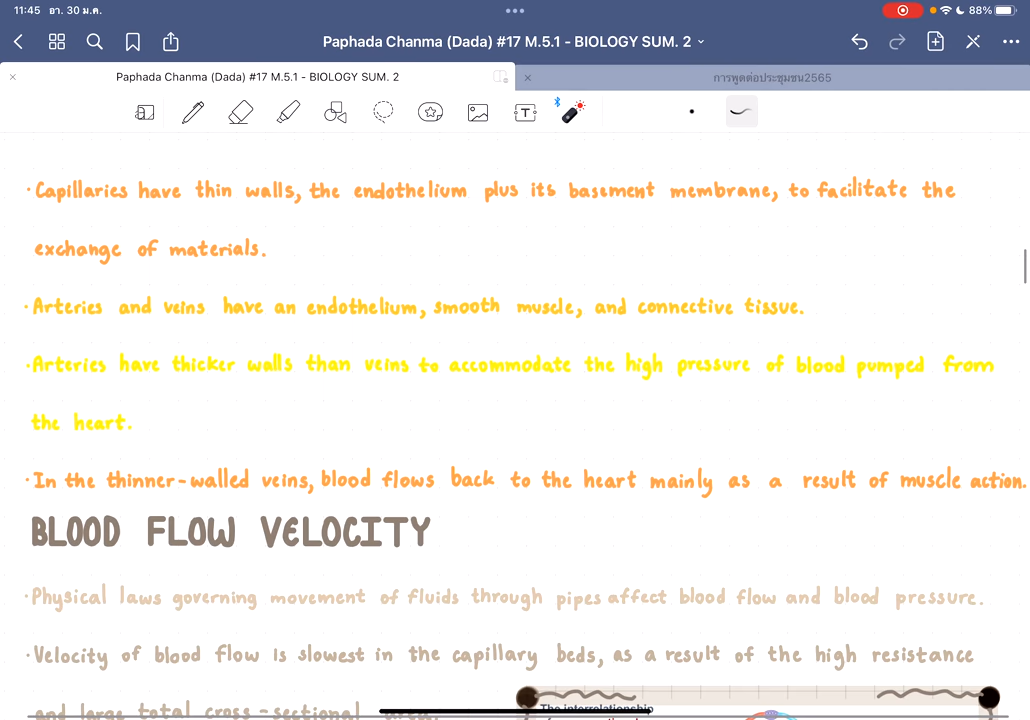 11:45 อา. 30 ม.ค. 88%
Paphada Chanma (Dada) #17 M.5.1 - BIOLOGY SUM. 2
Paphada Chanma (Dada) #17 M.5.1 - BIOLOGY SUM. 2
การพูดต่อประชุมชน2565
· Capillaries have thin walls, the endothelium plus its basement membrane, to facilitate the
exchange of materials.
· Arteries and veins have an endothelium, smooth muscle, and connective tissue.
· Arteries have thicker walls than veins to accommodate the high pressure of blood pumped from
the heart.
· In the thinner-walled veins, blood flows back to the heart mainly as a result of muscle action.
BLOOD FLOW VELOCITY
· Physical laws governing movement of fluids through pipes affect blood flow and blood pressure.
· Velocity of blood flow is slowest in the capillary beds, as a result of the high resistance
and large total cross-sectional
The interrelationship